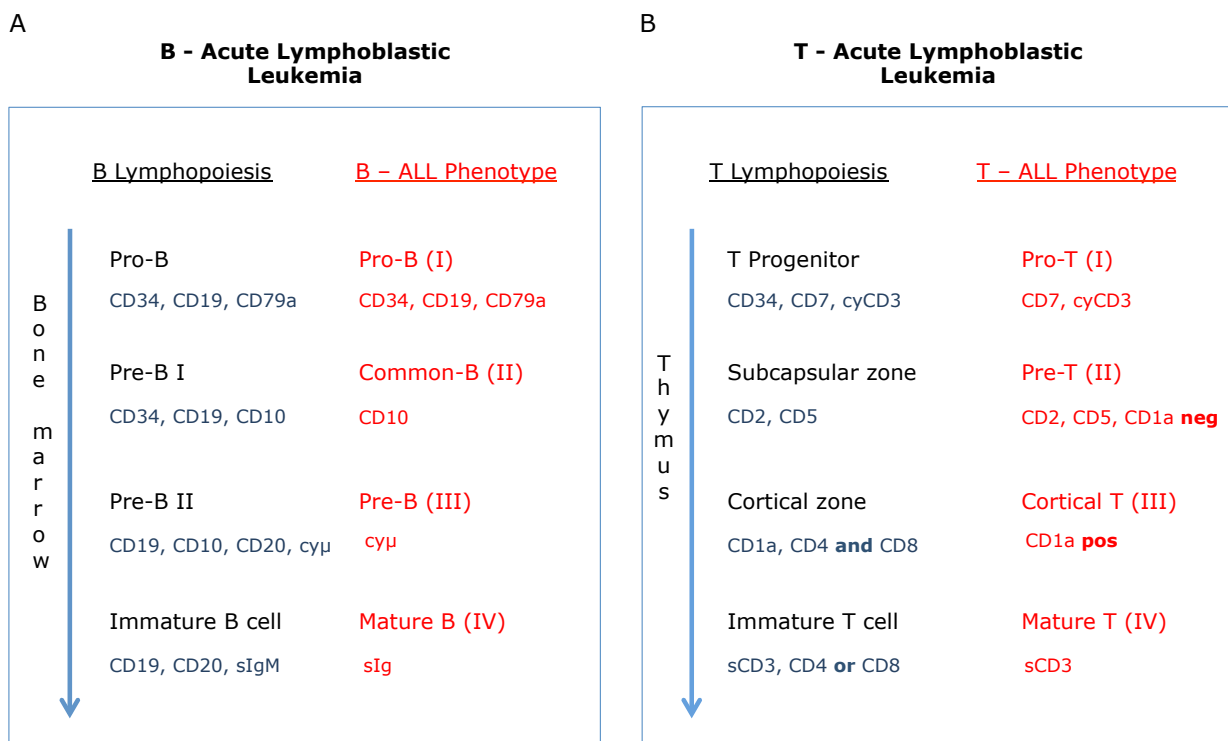 A
B - Acute Lymphoblastic
Leukemia
B Lymphopoiesis
B – ALL Phenotype
Bone marrow
Pro-B
Pro-B (I)
CD34, CD19, CD79a
CD34, CD19, CD79a
Pre-B I
Common-B (II)
CD34, CD19, CD10
CD10
Pre-B II
Pre-B (III)
CD19, CD10, CD20, cyμ
cyμ
Immature B cell
Mature B (IV)
CD19, CD20, sIgM
sIg
B
T - Acute Lymphoblastic
Leukemia
T Lymphopoiesis
T – ALL Phenotype
Thymus
T Progenitor
Pro-T (I)
CD34, CD7, cyCD3
CD7, cyCD3
Subcapsular zone
Pre-T (II)
CD2, CD5
CD2, CD5, CD1a neg
Cortical zone
Cortical T (III)
CD1a, CD4 and CD8
CD1a pos
Immature T cell
Mature T (IV)
sCD3, CD4 or CD8
sCD3